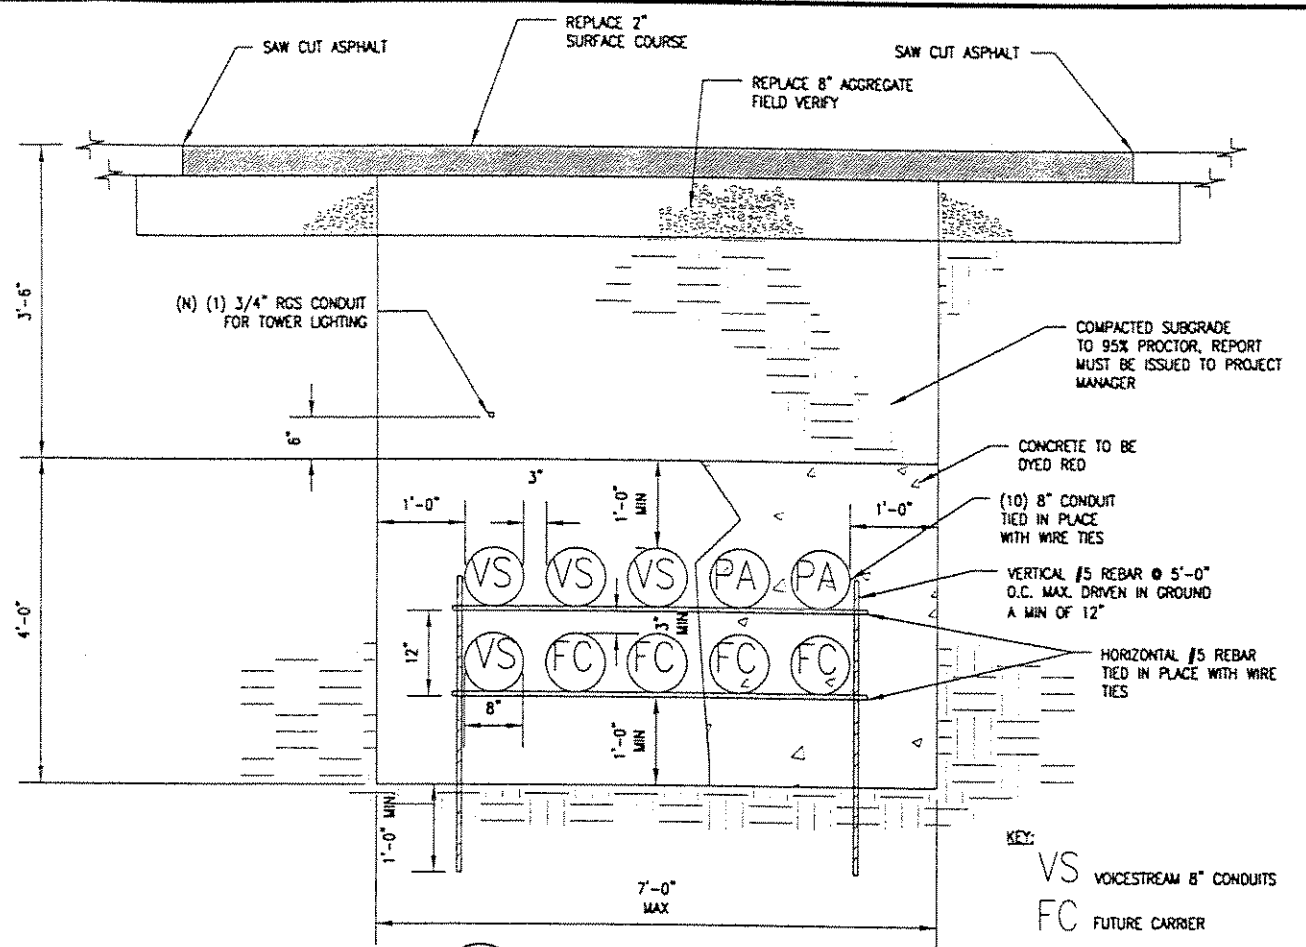 SAW CUT ASPHALT
REPLACE 2"
SURFACE COURSE
SAW CUT ASPHALT
REPLACE 8" AGGREGATE
FIELD VERIFY
3'-6"
(N) (1) 3/4" RGS CONDUIT
FOR TOWER LIGHTING
COMPACTED SUBGRADE
TO 95% PROCTOR, REPORT
MUST BE ISSUED TO PROJECT
MANAGER
6"
CONCRETE TO BE
DYED RED
3"
1'-0"
1'-0"
MIN
1'-0"
(10) 8" CONDUIT
TIED IN PLACE
WITH WIRE TIES
VS VS VS PA PA
VERTICAL #5 REBAR @ 5'-0"
O.C. MAX. DRIVEN IN GROUND
A MIN OF 12"
4'-0"
12"
3"
MIN
VS FC FC FC FC
HORIZONTAL #5 REBAR
TIED IN PLACE WITH WIRE
TIES
8"
1'-0"
MIN
1'-0" MIN
7'-0"
MAX
KEY:
VS VOICESTREAM 8" CONDUITS
FC FUTURE CARRIER